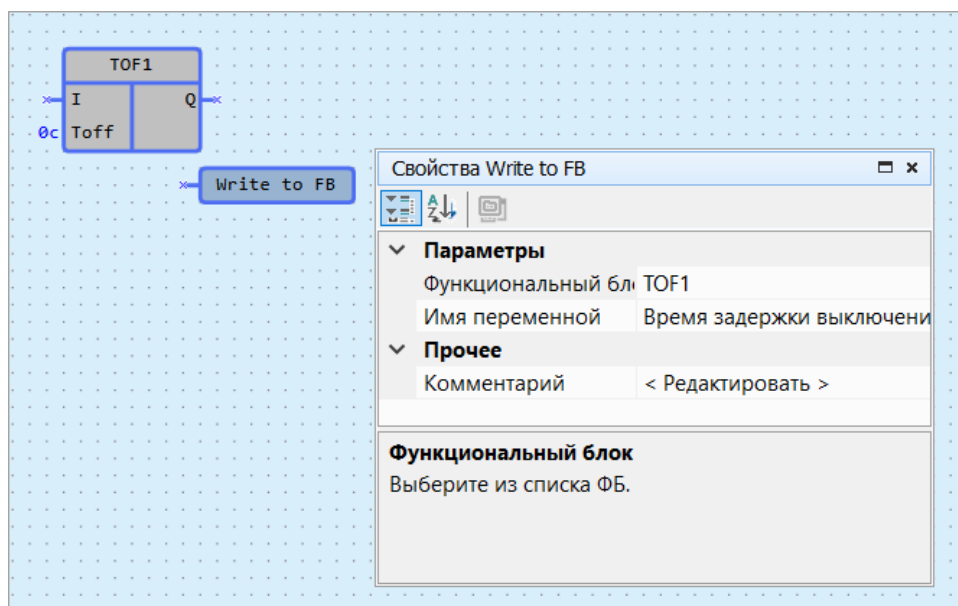 TOF1
I Q
0с Toff
Write to FB
Свойства Write to FB
Параметры
Функциональный бл TOF1
Имя переменной Время задержки выключени
Прочее
Комментарий < Редактировать >
Функциональный блок
Выберите из списка ФБ.